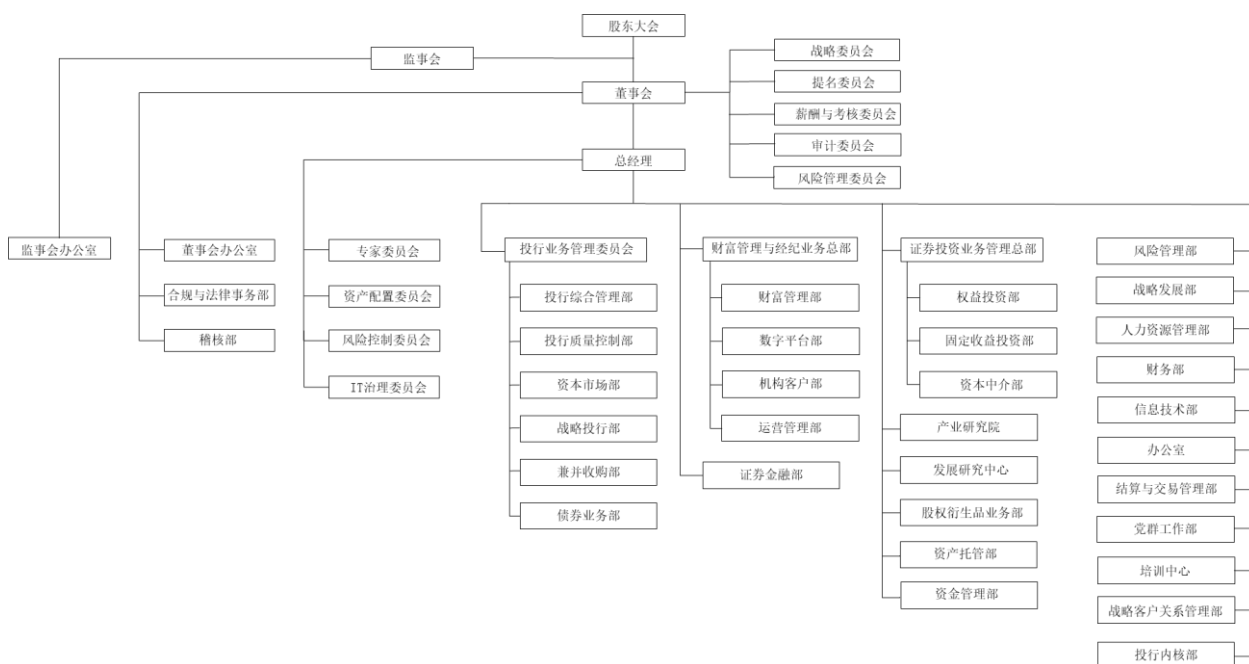 股东大会
监事会
战略委员会
提名委员会
董事会
薪酬与考核委员会
审计委员会
总经理
风险管理委员会
监事会办公室
董事会办公室
合规与法律事务部
稽核部
专家委员会
资产配置委员会
风险控制委员会
IT治理委员会
投行业务管理委员会
投行综合管理部
投行质量控制部
资本市场部
战略投行部
兼并收购部
债券业务部
财富管理与经纪业务总部
财富管理部
数字平台部
机构客户部
运营管理部
证券金融部
证券投资业务管理总部
权益投资部
固定收益投资部
资本中介部
产业研究院
发展研究中心
股权衍生品业务部
资产托管部
资金管理部
风险管理部
战略发展部
人力资源管理部
财务部
信息技术部
办公室
结算与交易管理部
党群工作部
培训中心
战略客户关系管理部
投行内核部